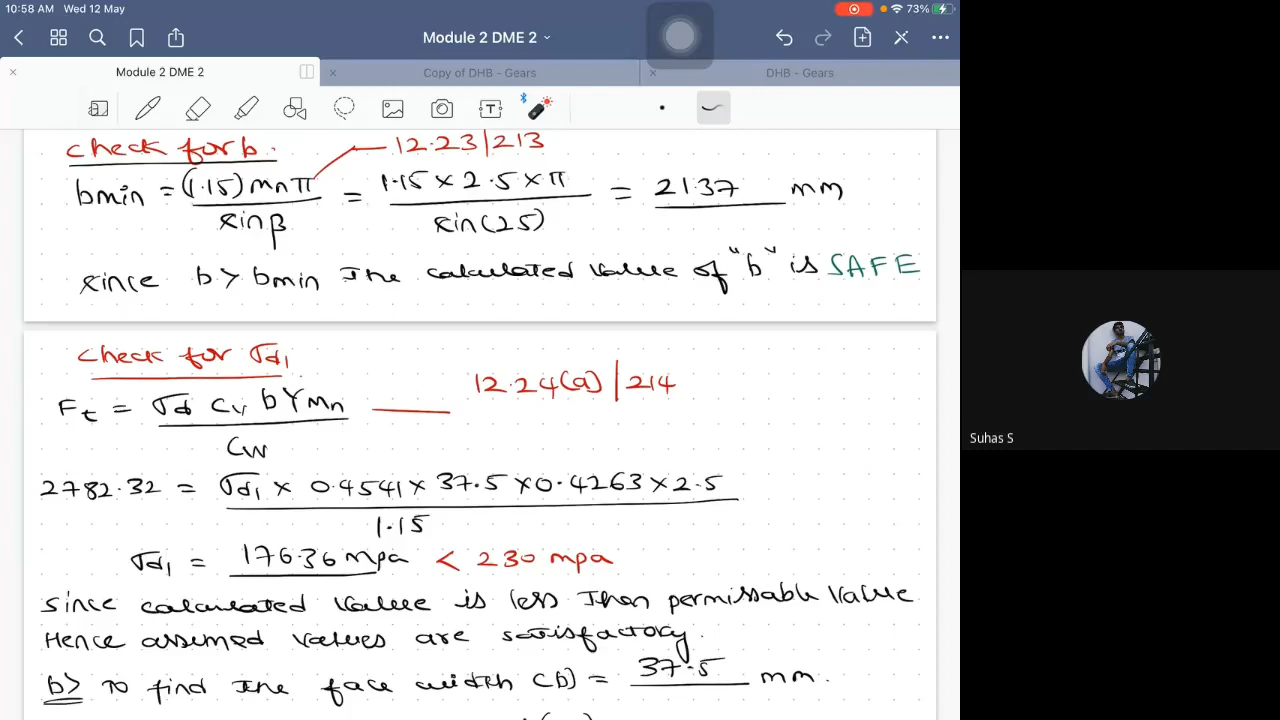 10:58 AM Wed 12 May
73%
Module 2 DME 2
Module 2 DME 2
Copy of DHB - Gears
DHB - Gears
check for b. 12.23|213
bmin = (1.15) mn π / sin β = 1.15 × 2.5 × π / sin(25) = 21.37 mm
since b > bmin The calculated value of "b" is SAFE
check for σd1
Ft = σd Cv b Y mn / Cw 12.24(a) | 214
2782.32 = σd1 × 0.4541 × 37.5 × 0.4263 × 2.5 / 1.15
σd1 = 176.36 mpa < 230 mpa
since calculated value is less then permissable value
Hence assumed values are satisfactory.
b> To find the face width (b) = 37.5 mm.
Suhas S